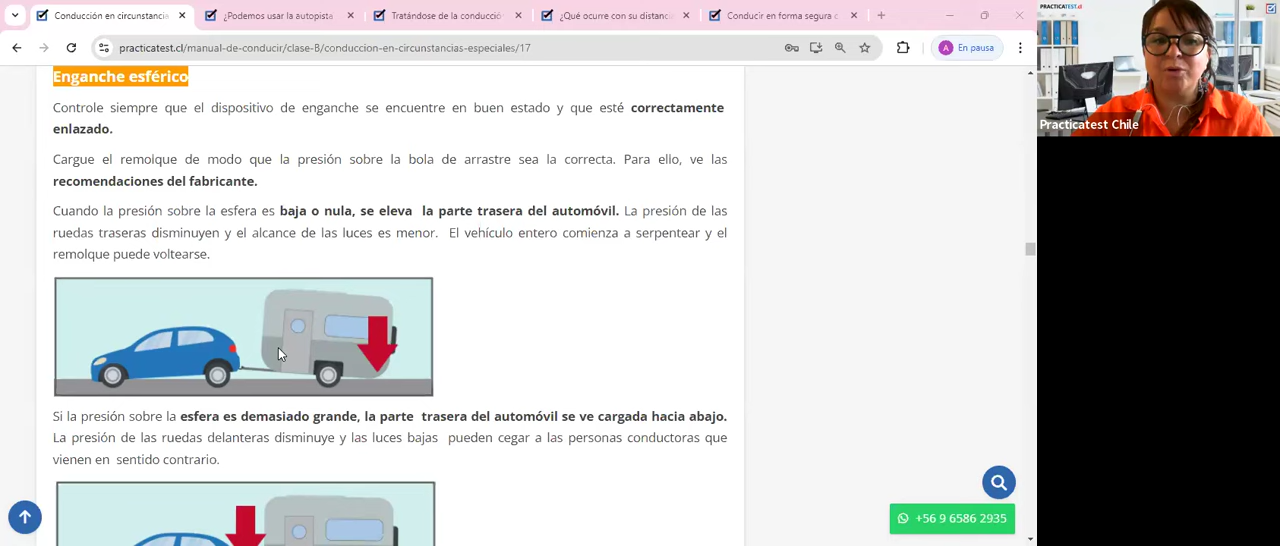 Conducción en circunstancias
¿Podemos usar la autopista
Tratándose de la conducció
¿Qué ocurre con su distanc
Conducir en forma segura c
practicatest.cl/manual-de-conducir/clase-B/conduccion-en-circunstancias-especiales/17
A En pausa
PRACTICATEST.cl
Practicatest Chile
Enganche esférico
Controle siempre que el dispositivo de enganche se encuentre en buen estado y que esté correctamente
enlazado.
Cargue el remolque de modo que la presión sobre la bola de arrastre sea la correcta. Para ello, ve las
recomendaciones del fabricante.
Cuando la presión sobre la esfera es baja o nula, se eleva la parte trasera del automóvil. La presión de las
ruedas traseras disminuyen y el alcance de las luces es menor. El vehículo entero comienza a serpentear y el
remolque puede voltearse.
Si la presión sobre la esfera es demasiado grande, la parte trasera del automóvil se ve cargada hacia abajo.
La presión de las ruedas delanteras disminuye y las luces bajas pueden cegar a las personas conductoras que
vienen en sentido contrario.
+56 9 6586 2935